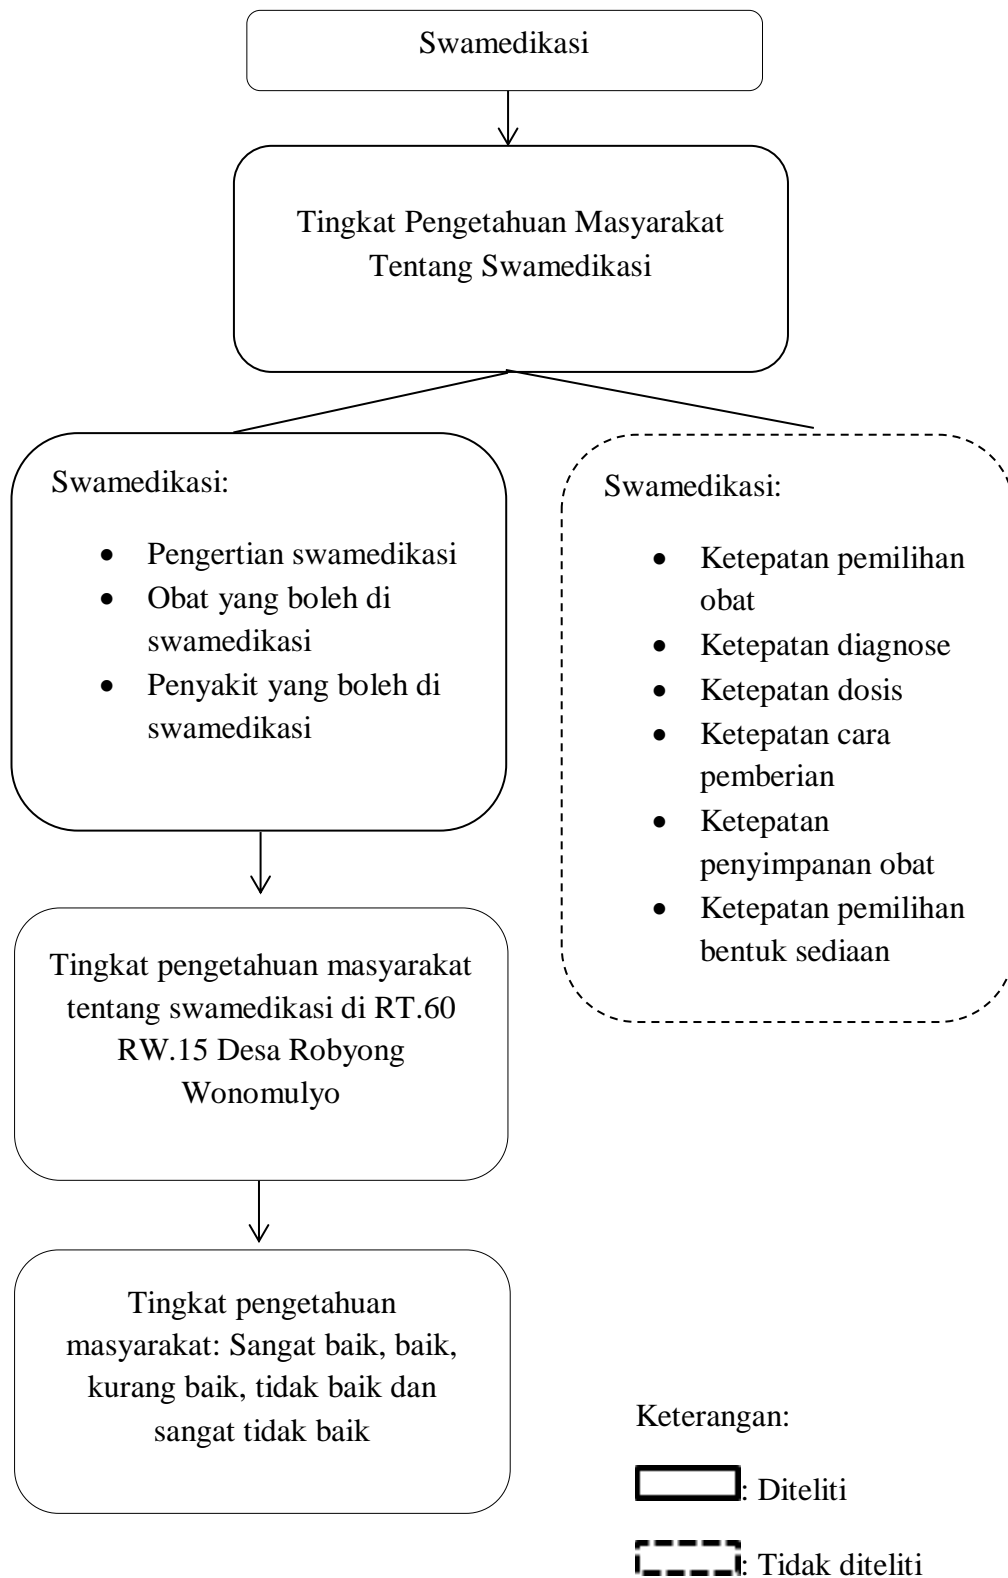 Swamedikasi
Tingkat Pengetahuan Masyarakat
Tentang Swamedikasi
Swamedikasi:
• Pengertian swamedikasi
• Obat yang boleh di
swamedikasi
• Penyakit yang boleh di
swamedikasi
Swamedikasi:
• Ketepatan pemilihan
obat
• Ketepatan diagnose
• Ketepatan dosis
• Ketepatan cara
pemberian
• Ketepatan
penyimpanan obat
• Ketepatan pemilihan
bentuk sediaan
Tingkat pengetahuan masyarakat
tentang swamedikasi di RT.60
RW.15 Desa Robyong
Wonomulyo
Tingkat pengetahuan
masyarakat: Sangat baik, baik,
kurang baik, tidak baik dan
sangat tidak baik
Keterangan:
: Diteliti
: Tidak diteliti